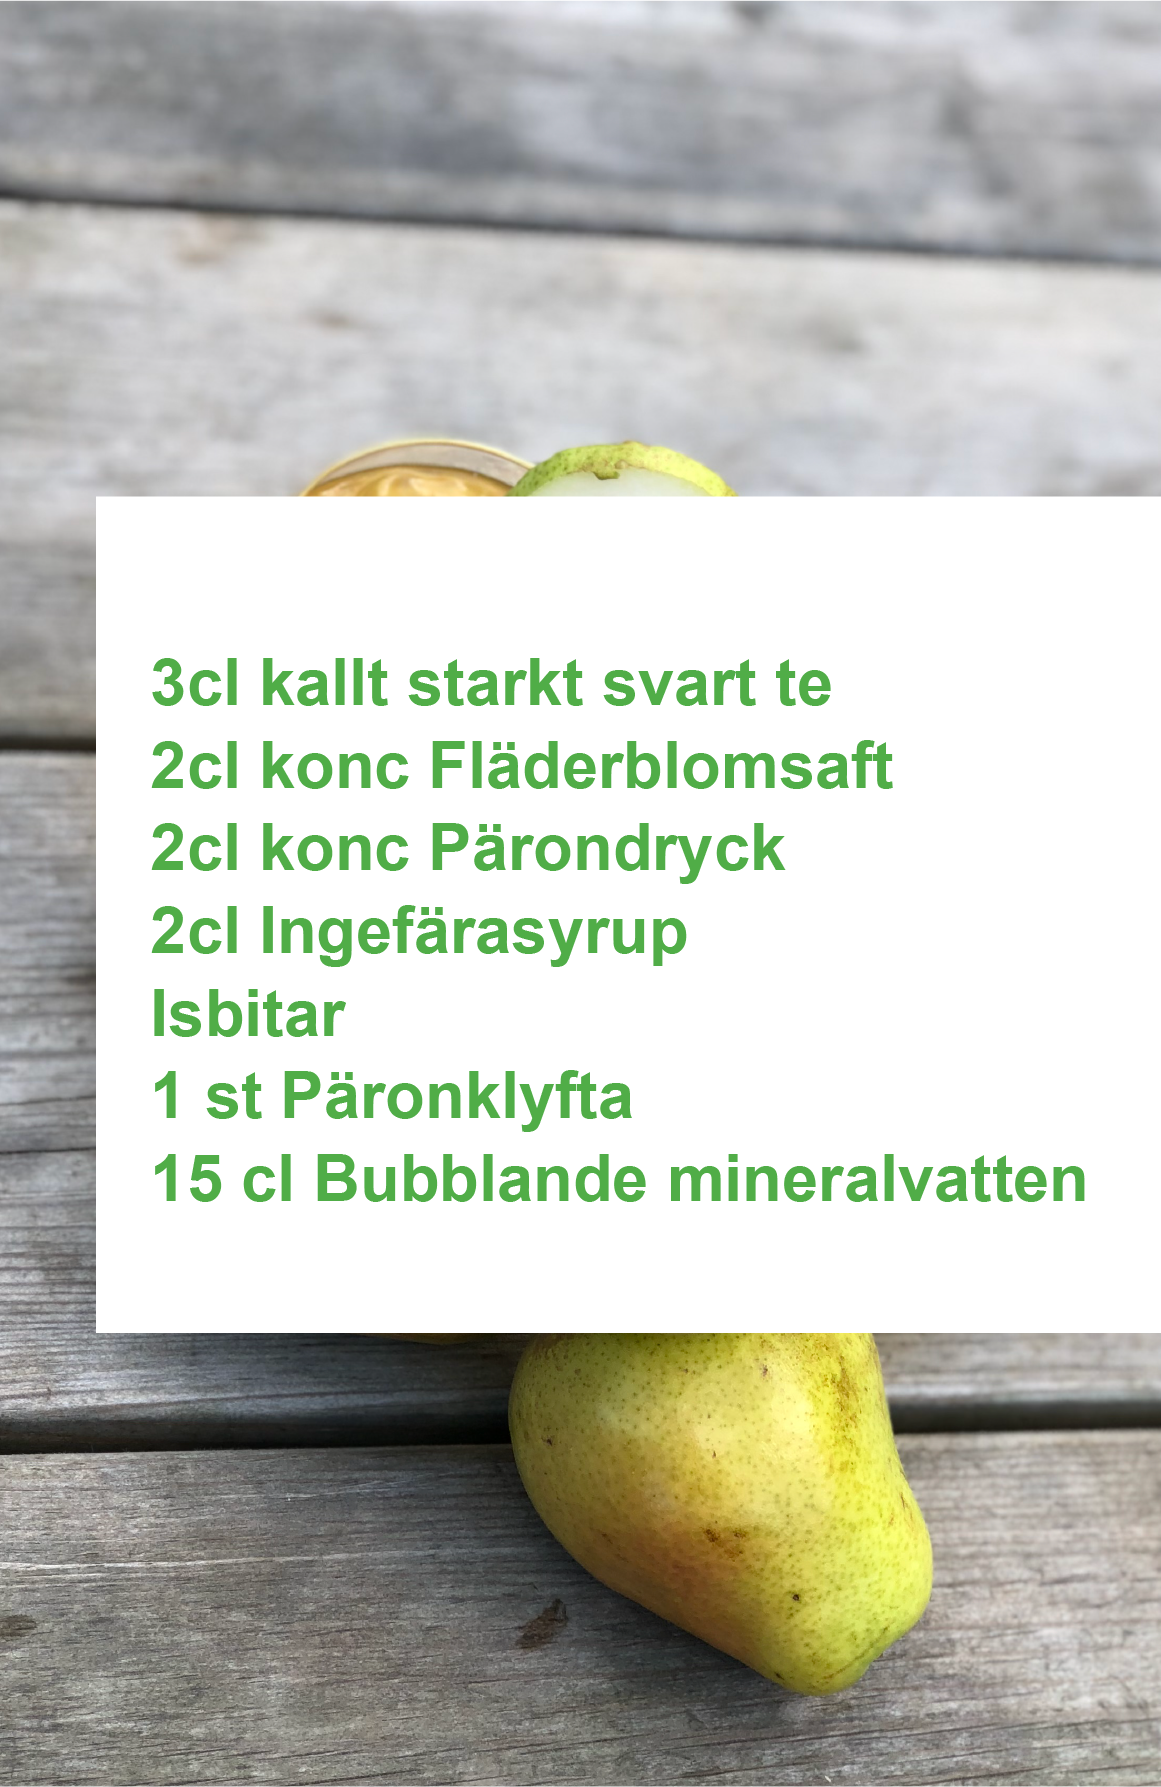 3cl kallt starkt svart te
2cl konc Fläderblomsaft
2cl konc Pärondryck
2cl Ingefärasyrup
Isbitar
1 st Päronklyfta
15 cl Bubblande mineralvatten